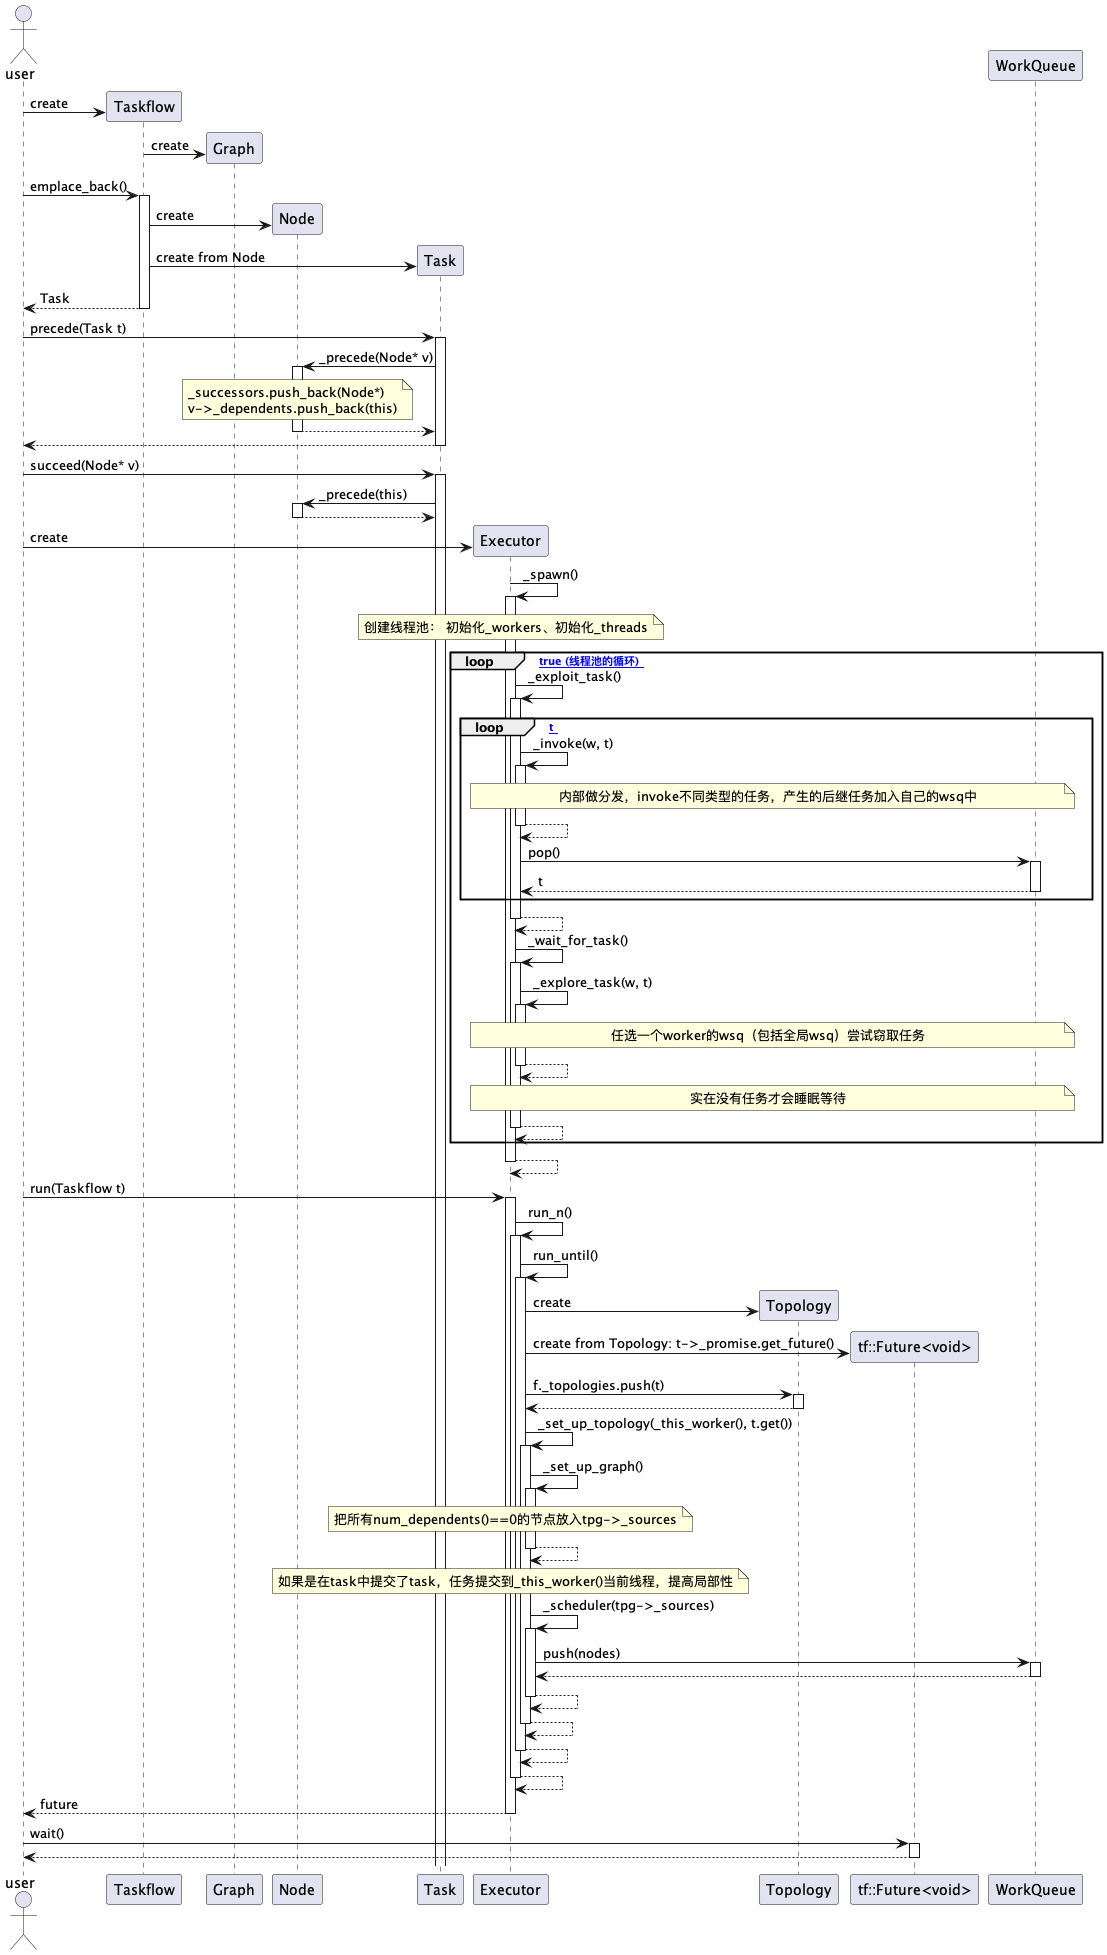 user
WorkQueue
create
Taskflow
create
Graph
emplace_back()
create
Node
create from Node
Task
Task
precede(Task t)
_precede(Node* v)
_successors.push_back(Node*)
v->_dependents.push_back(this)
succeed(Node* v)
_precede(this)
create
Executor
_spawn()
创建线程池： 初始化_workers、初始化_threads
loop
true (线程池的循环)
_exploit_task()
loop
t
_invoke(w, t)
内部做分发，invoke不同类型的任务，产生的后继任务加入自己的wsq中
pop()
t
_wait_for_task()
_explore_task(w, t)
任选一个worker的wsq（包括全局wsq）尝试窃取任务
实在没有任务才会睡眠等待
run(Taskflow t)
run_n()
run_until()
create
Topology
create from Topology: t->_promise.get_future()
tf::Future<void>
f._topologies.push(t)
_set_up_topology(_this_worker(), t.get())
_set_up_graph()
把所有num_dependents()==0的节点放入tpg->_sources
如果是在task中提交了task，任务提交到_this_worker()当前线程，提高局部性
_scheduler(tpg->_sources)
push(nodes)
future
wait()
user
Taskflow
Graph
Node
Task
Executor
Topology
tf::Future<void>
WorkQueue